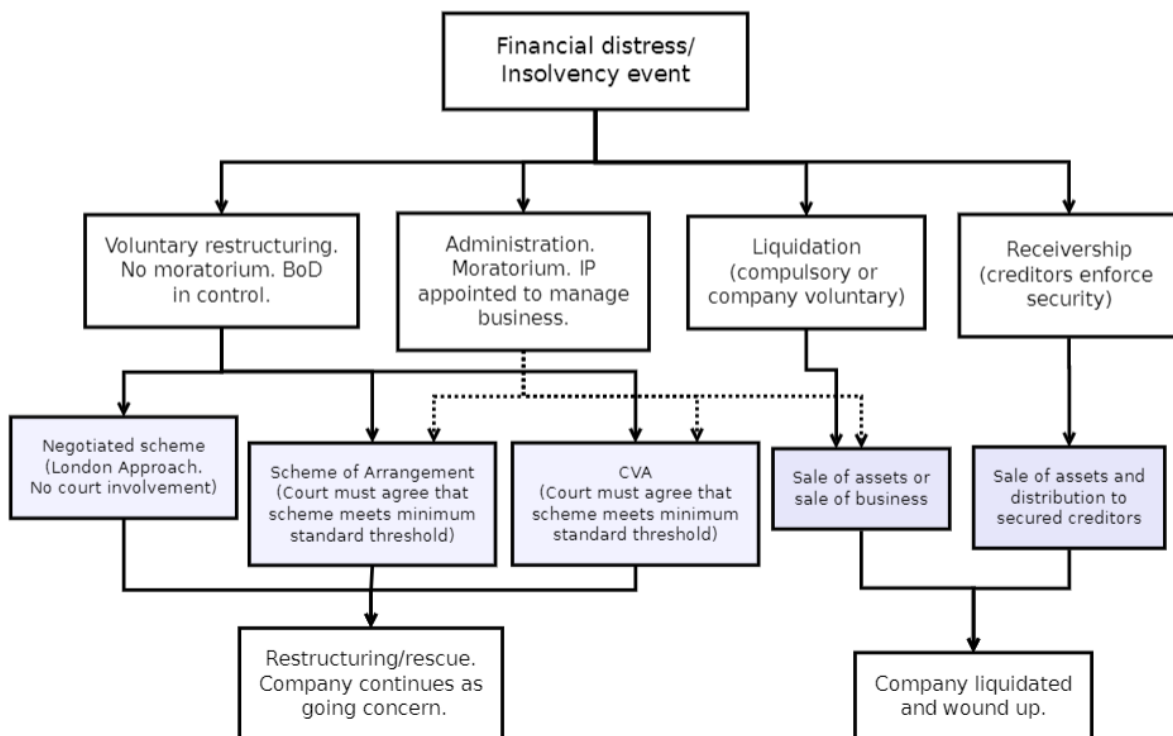 Financial distress/
Insolvency event
Voluntary restructuring.
No moratorium. BoD
in control.
Administration.
Moratorium. IP
appointed to manage
business.
Liquidation
(compulsory or
company voluntary)
Receivership
(creditors enforce
security)
Negotiated scheme
(London Approach.
No court involvement)
Scheme of Arrangement
(Court must agree that
scheme meets minimum
standard threshold)
CVA
(Court must agree that
scheme meets minimum
standard threshold)
Sale of assets or
sale of business
Sale of assets and
distribution to
secured creditors
Restructuring/rescue.
Company continues as
going concern.
Company liquidated
and wound up.